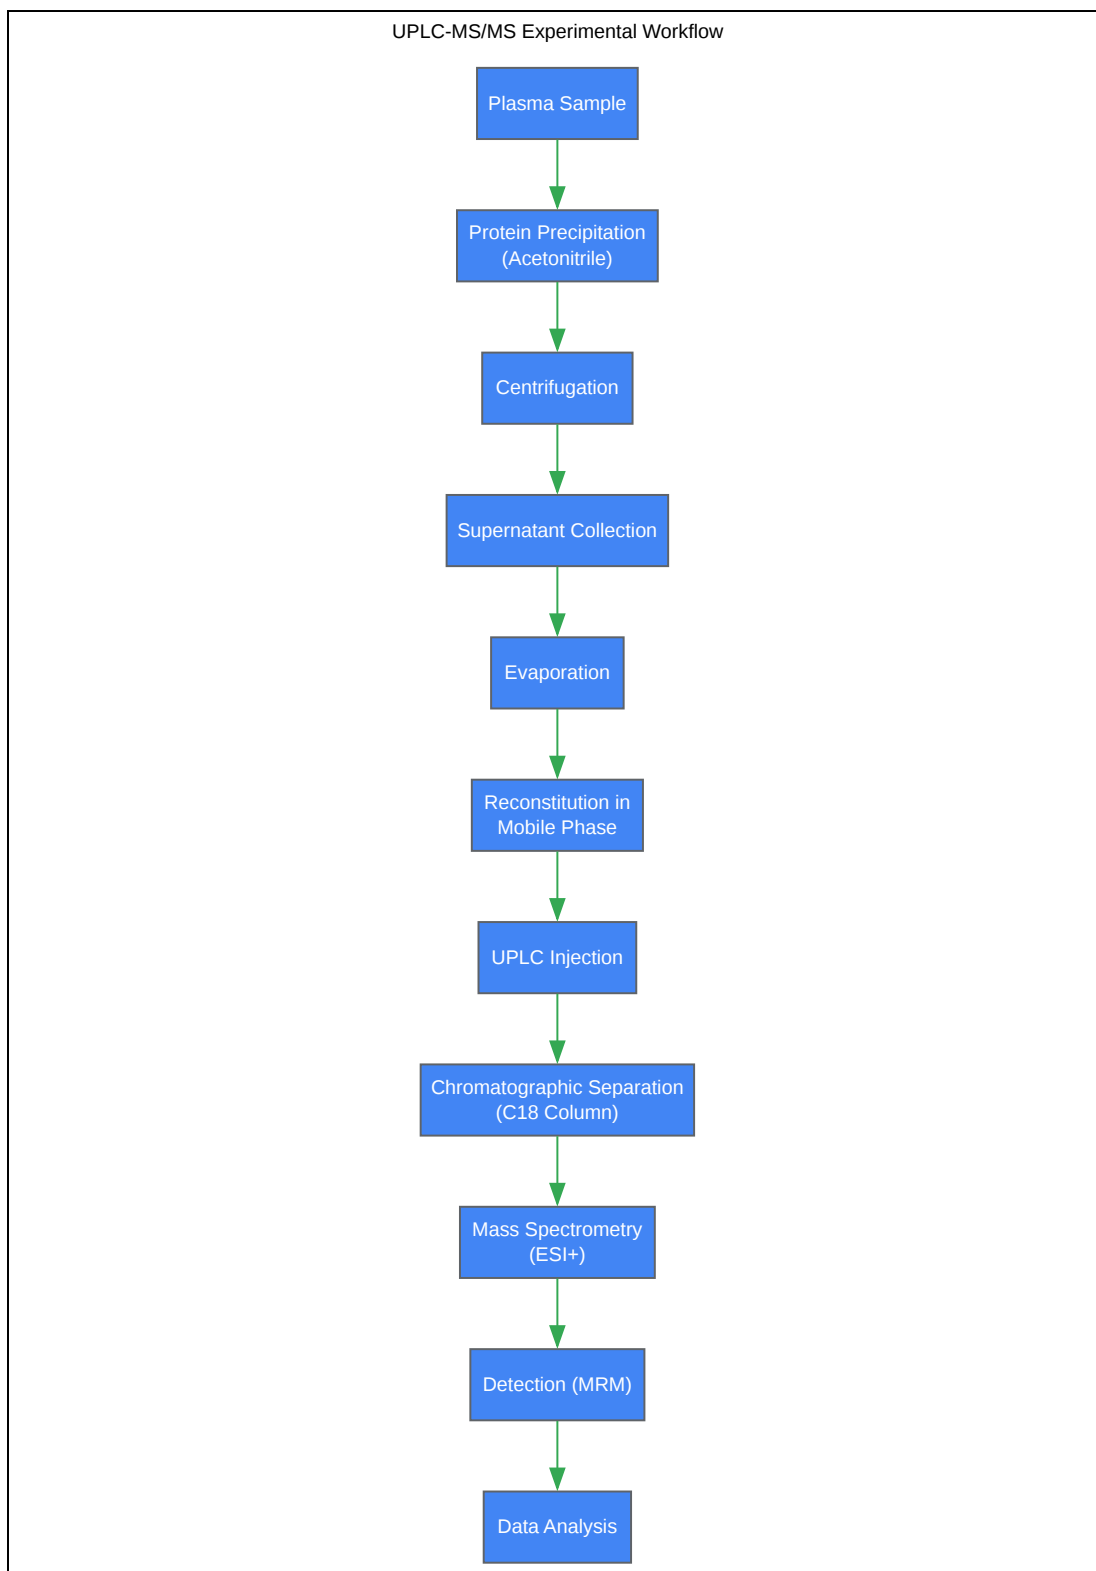 UPLC-MS/MS Experimental Workflow
Plasma Sample
Protein Precipitation
(Acetonitrile)
Centrifugation
Supernatant Collection
Evaporation
Reconstitution in
Mobile Phase
UPLC Injection
Chromatographic Separation
(C18 Column)
Mass Spectrometry
(ESI+)
Detection (MRM)
Data Analysis